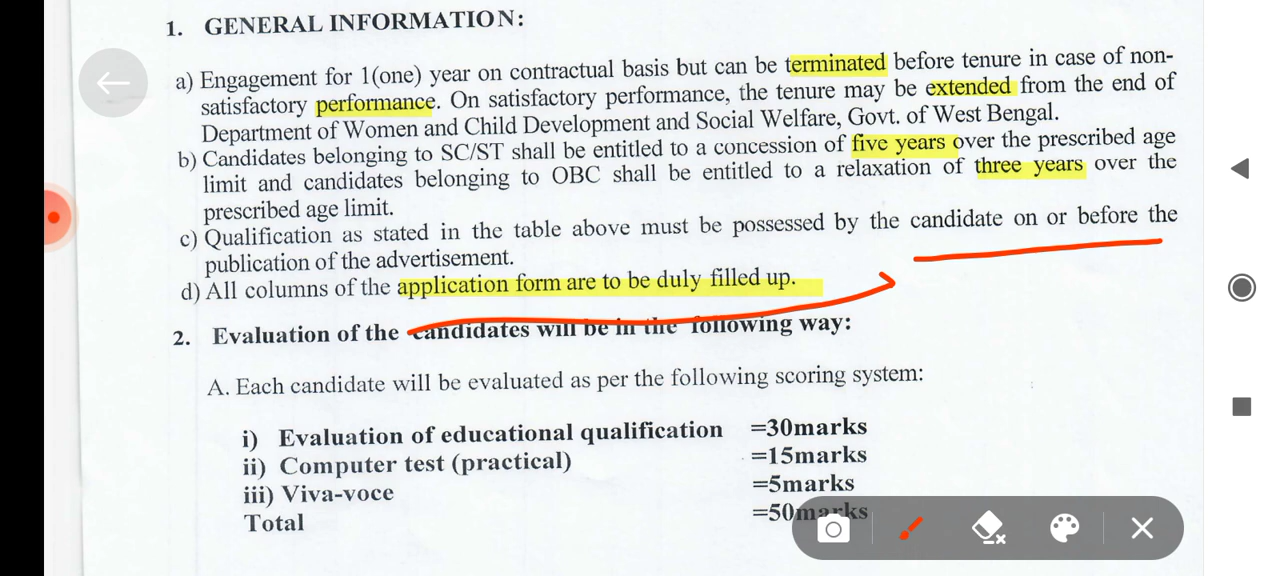 1. GENERAL INFORMATION:
a) Engagement for 1(one) year on contractual basis but can be terminated before tenure in case of non-
satisfactory performance. On satisfactory performance, the tenure may be extended from the end of
Department of Women and Child Development and Social Welfare, Govt. of West Bengal.
b) Candidates belonging to SC/ST shall be entitled to a concession of five years over the prescribed age
limit and candidates belonging to OBC shall be entitled to a relaxation of three years over the
prescribed age limit.
c) Qualification as stated in the table above must be possessed by the candidate on or before the
publication of the advertisement.
d) All columns of the application form are to be duly filled up.
2. Evaluation of the candidates will be in the following way:
A. Each candidate will be evaluated as per the following scoring system:
i) Evaluation of educational qualification =30marks
ii) Computer test (practical) =15marks
iii) Viva-voce =5marks
Total =50marks